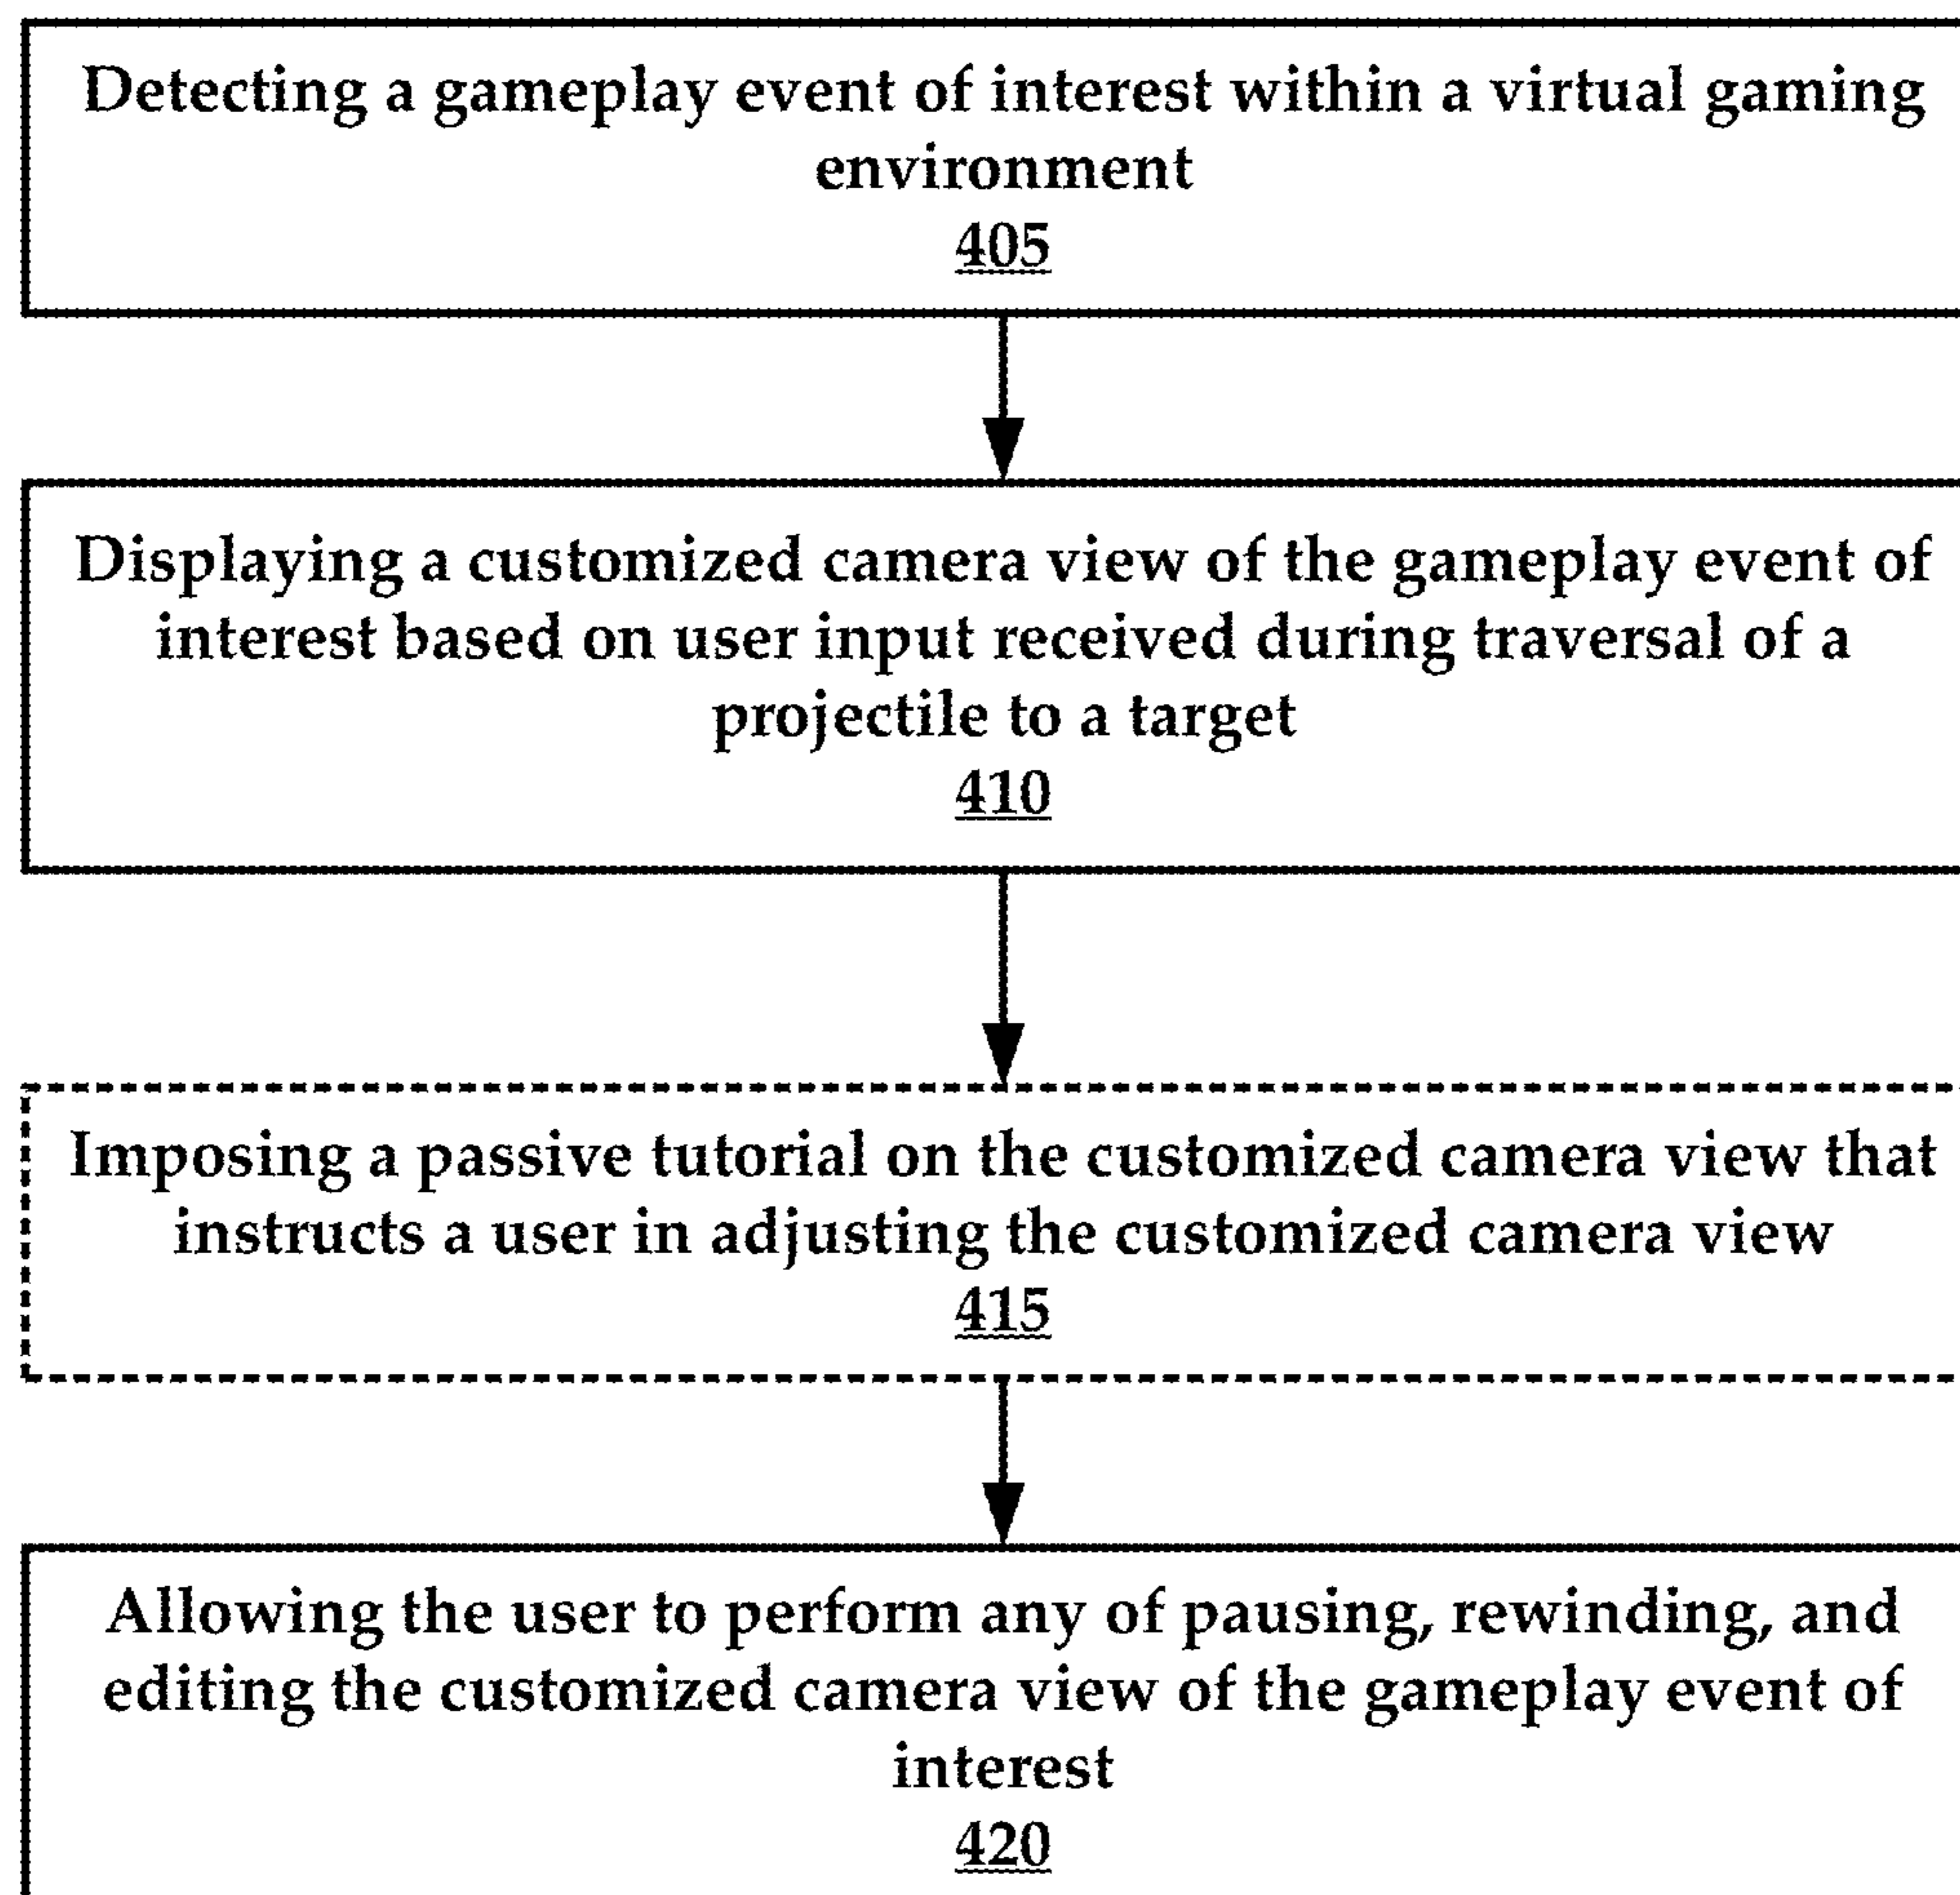 Detecting a gameplay event of interest within a virtual gaming
environment
405
Displaying a customized camera view of the gameplay event of
interest based on user input received during traversal of a
projectile to a target
410
Imposing a passive tutorial on the customized camera view that
instructs a user in adjusting the customized camera view
415
Allowing the user to perform any of pausing, rewinding, and
editing the customized camera view of the gameplay event of
interest
420